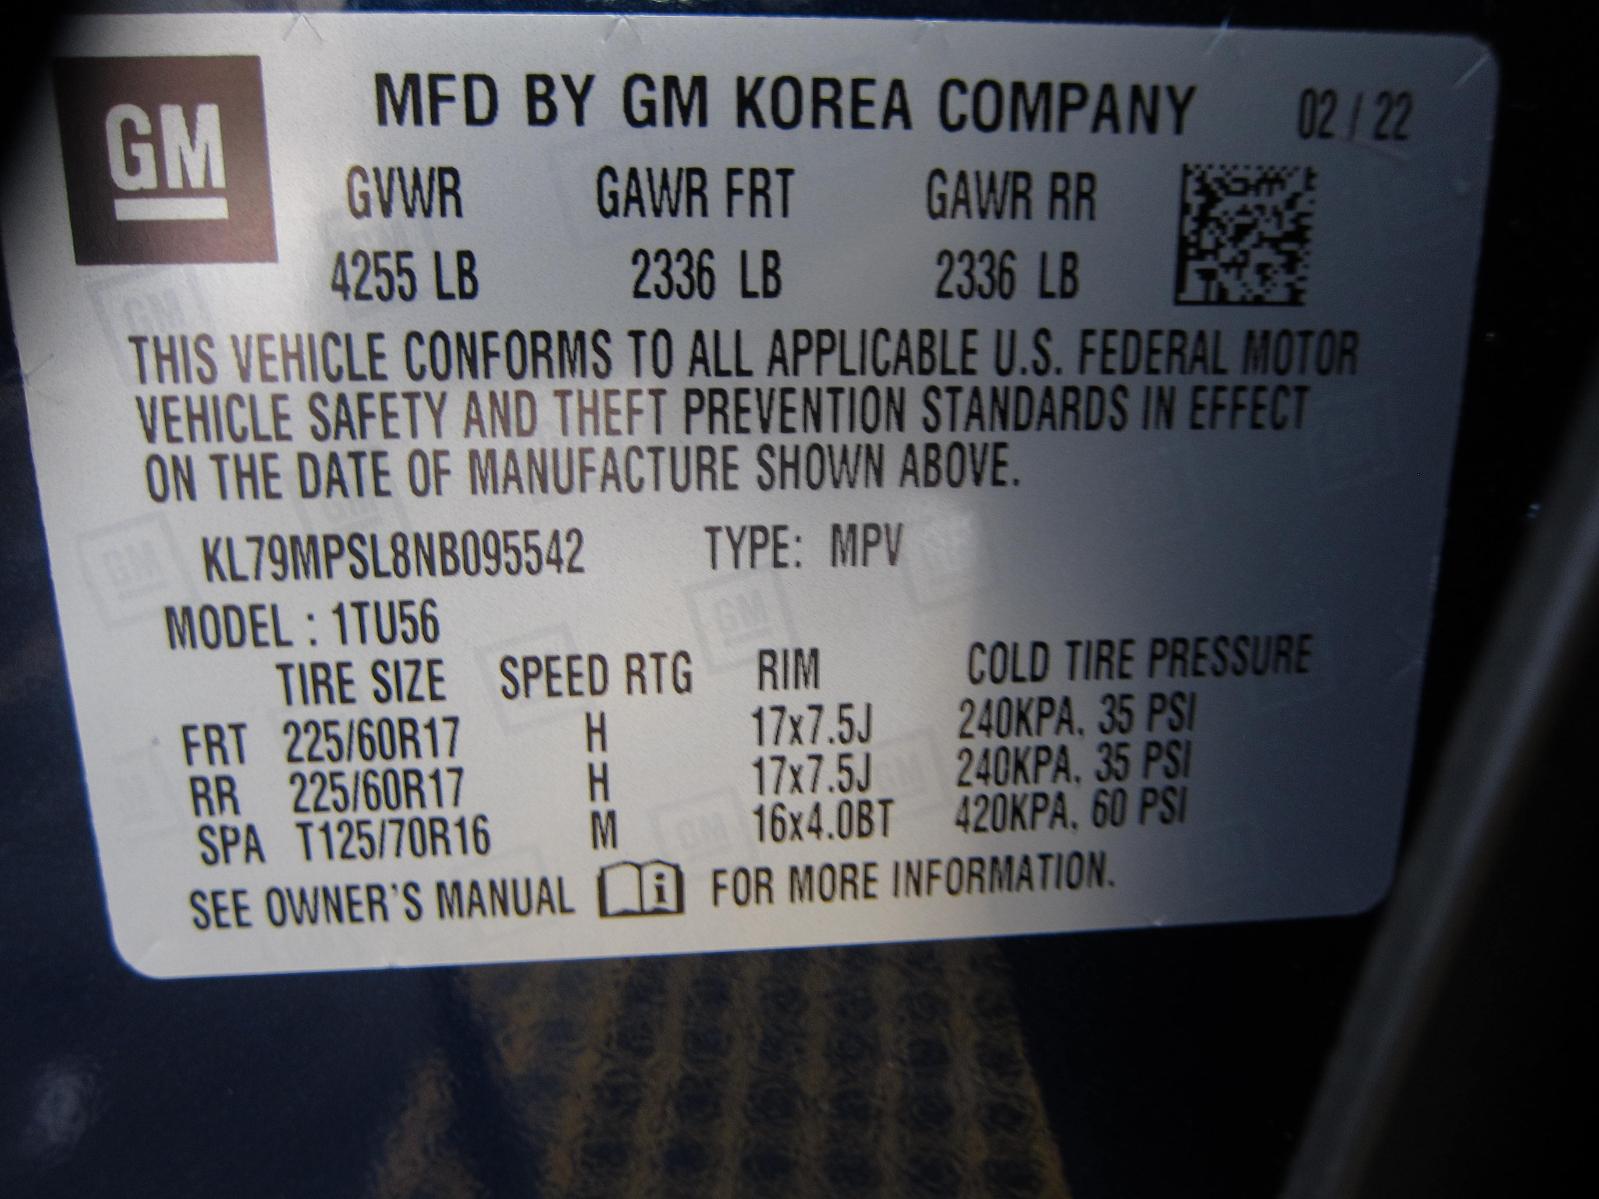 GM
MFD BY GM KOREA COMPANY 02 / 22
GVWR GAWR FRT GAWR RR
4255 LB 2336 LB 2336 LB
THIS VEHICLE CONFORMS TO ALL APPLICABLE U.S. FEDERAL MOTOR
VEHICLE SAFETY AND THEFT PREVENTION STANDARDS IN EFFECT
ON THE DATE OF MANUFACTURE SHOWN ABOVE.
KL79MPSL8NB095542 TYPE: MPV
MODEL : 1TU56
TIRE SIZE SPEED RTG RIM COLD TIRE PRESSURE
FRT 225/60R17 H 17x7.5J 240KPA, 35 PSI
RR 225/60R17 H 17x7.5J 240KPA, 35 PSI
SPA T125/70R16 M 16x4.0BT 420KPA, 60 PSI
SEE OWNER'S MANUAL i FOR MORE INFORMATION.